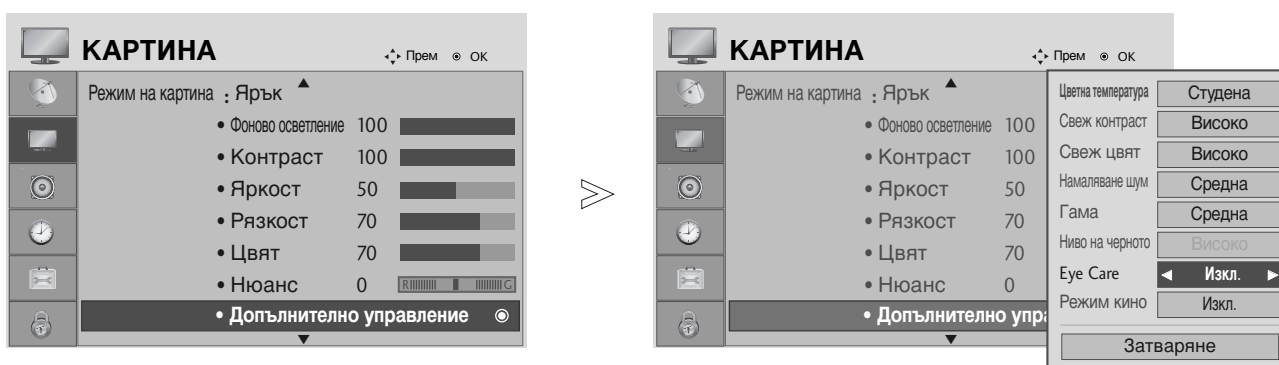 КАРТИНА
Прем ОК
Режим на картина : Ярък
• Фоново осветление 100
• Контраст 100
• Яркост 50
• Рязкост 70
• Цвят 70
• Нюанс 0 R G
• Допълнително управление
КАРТИНА
Прем ОК
Режим на картина : Ярък
• Фоново осветление 100
• Контраст 100
• Яркост 50
• Рязкост 70
• Цвят 70
• Нюанс 0
• Допълнително упра
Цветна температура Студена
Свеж контраст Високо
Свеж цвят Високо
Намаляване шум Средна
Гама Средна
Ниво на черното Високо
Eye Care Изкл.
Режим кино Изкл.
Затваряне